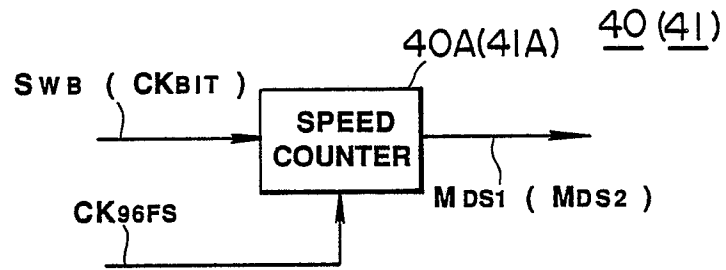 40 (41)
40A(41A)
SWB ( CKBIT )
SPEED
COUNTER
MDS1 ( MDS2 )
CK96FS